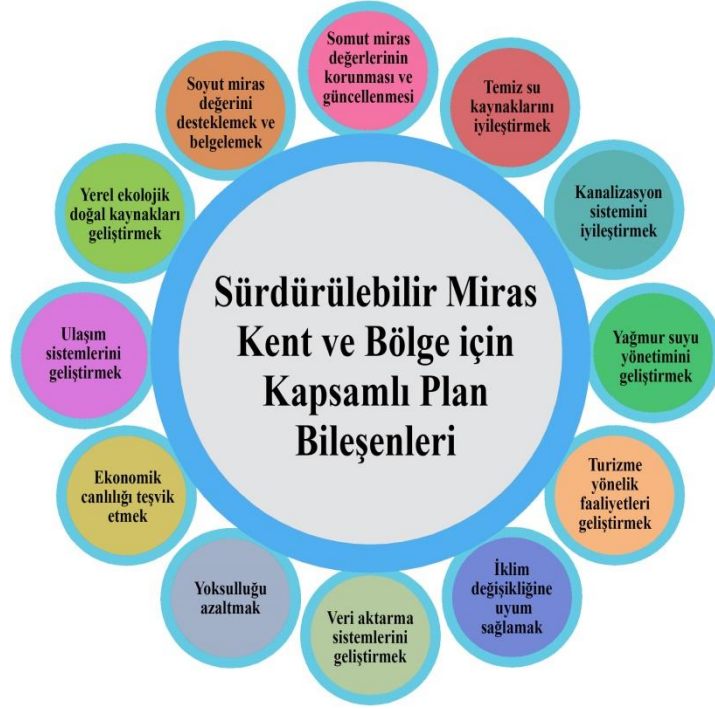 Somut miras
değerlerinin
korunması ve
güncellenmesi
Temiz su
kaynaklarını
iyileştirmek
Kanalizasyon
sistemini
iyileştirmek
Yağmur suyu
yönetimini
geliştirmek
Turizme
yönelik
faaliyetleri
geliştirmek
İklim
değişikliğine
uyum
sağlamak
Veri aktarma
sistemlerini
geliştirmek
Yoksulluğu
azaltmak
Ekonomik
canlılığı teşvik
etmek
Ulaşım
sistemlerini
geliştirmek
Yerel ekolojik
doğal kaynakları
geliştirmek
Soyut miras
değerini
desteklemek ve
belgelemek
Sürdürülebilir Miras
Kent ve Bölge için
Kapsamlı Plan
Bileşenleri